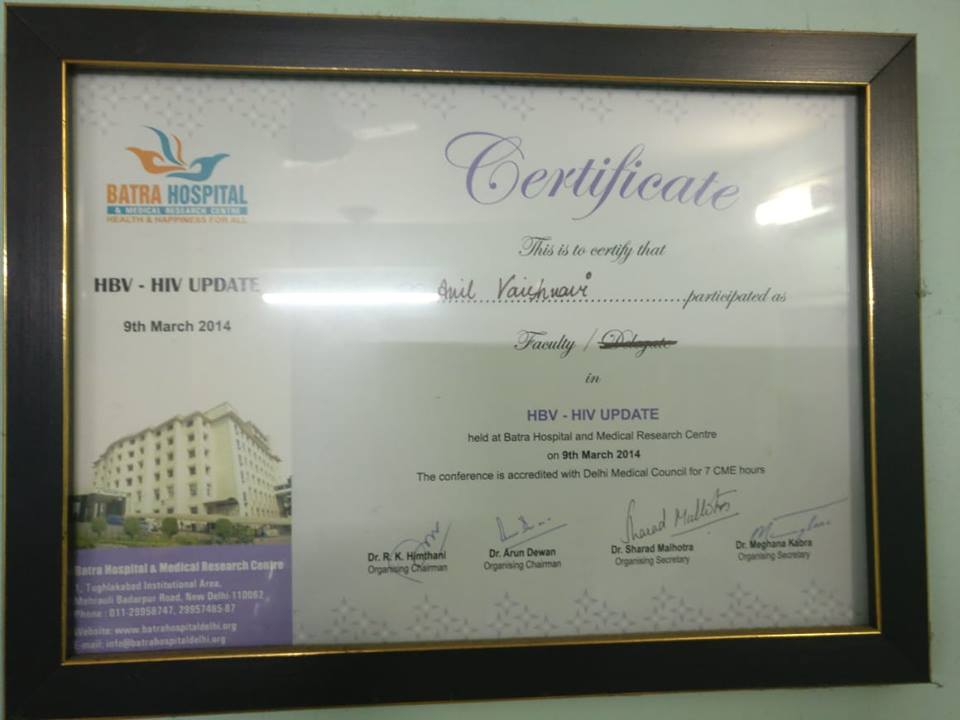 BATRA HOSPITAL
& MEDICAL RESEARCH CENTRE
HEALTH & HAPPINESS FOR ALL
HBV - HIV UPDATE
9th March 2014
Batra Hospital & Medical Research Centre
1, Tughlakabad Institutional Area,
Mehrauli Badarpur Road, New Delhi-110062
Phone : 011-29958747, 29957485-87
Website: www.batrahospitaldelhi.org
E-mail: info@batrahospitaldelhi.org
Certificate
This is to certify that
Anil Vaishnavi participated as
Faculty / Delegate
in
HBV - HIV UPDATE
held at Batra Hospital and Medical Research Centre
on 9th March 2014
The conference is accredited with Delhi Medical Council for 7 CME hours
Sharad Malhotra
Dr. R. K. Himthani
Organising Chairman
Dr. Arun Dewan
Organising Chairman
Dr. Sharad Malhotra
Organising Secretary
Dr. Meghana Kabra
Organising Secretary